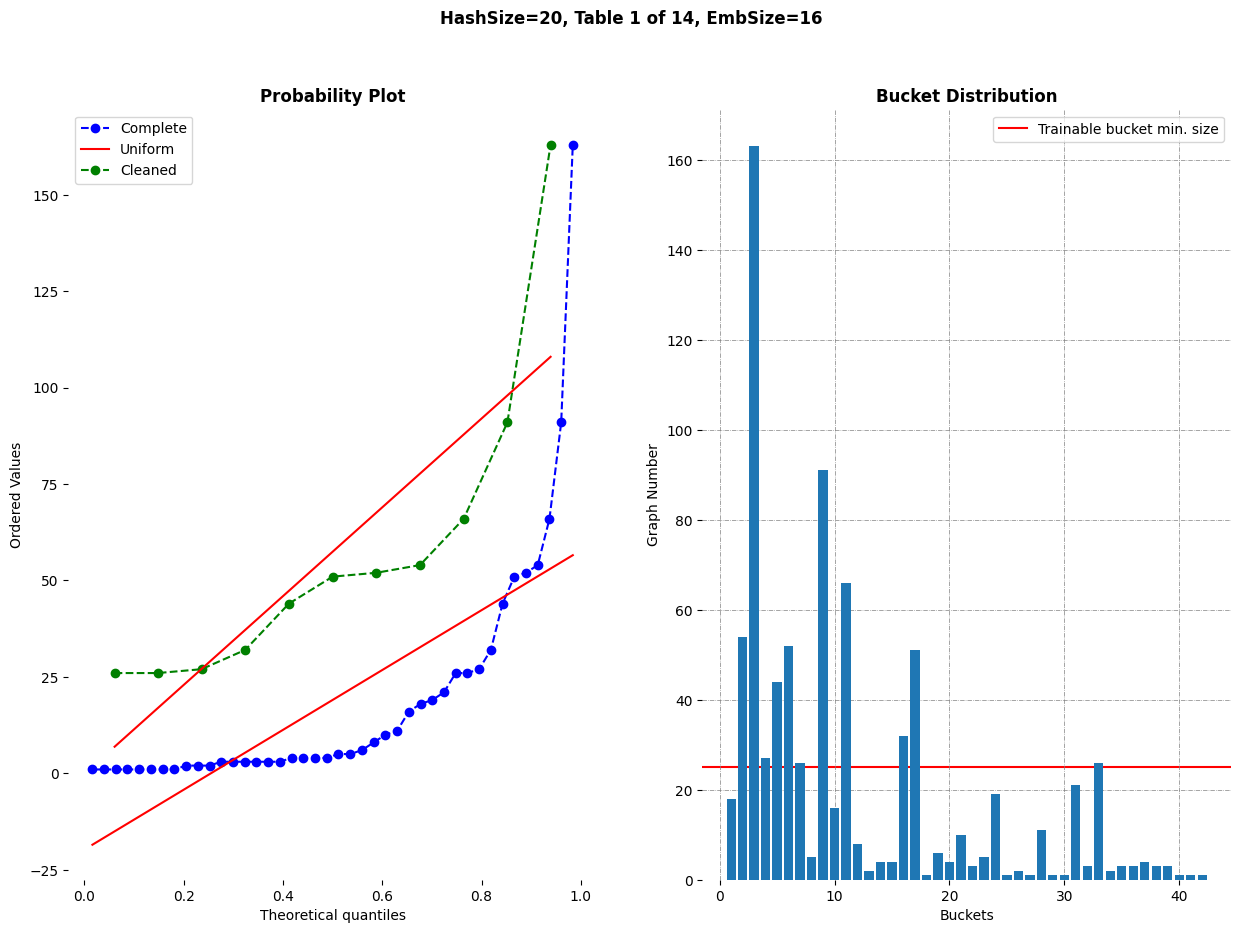 HashSize=20, Table 1 of 14, EmbSize=16
Probability Plot
Complete
Uniform
Cleaned
150
125
100
75
50
25
0
−25
Ordered Values
0.0 0.2 0.4 0.6 0.8 1.0
Theoretical quantiles
Bucket Distribution
Trainable bucket min. size
160
140
120
100
80
60
40
20
0
Graph Number
0 10 20 30 40
Buckets